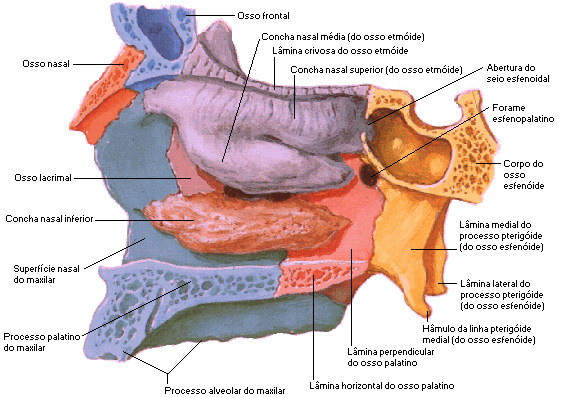 Osso frontal
Concha nasal média (do osso etmóide)
Lâmina crivosa do osso etmóide
Osso nasal
Concha nasal superior (do osso etmóide)
Abertura do
seio esfenoidal
Forame
esfenopalatino
Corpo do
osso
esfenóide
Osso lacrimal
Concha nasal inferior
Lâmina medial do
processo pterigóide
(do osso esfenóide)
Superfície nasal
do maxilar
Lâmina lateral do
processo pterigóide
(do osso esfenóide)
Processo palatino
do maxilar
Hâmulo da linha pterigóide
medial (do osso esfenóide)
Lâmina perpendicular
do osso palatino
Processo alveolar do maxilar
Lâmina horizontal do osso palatino